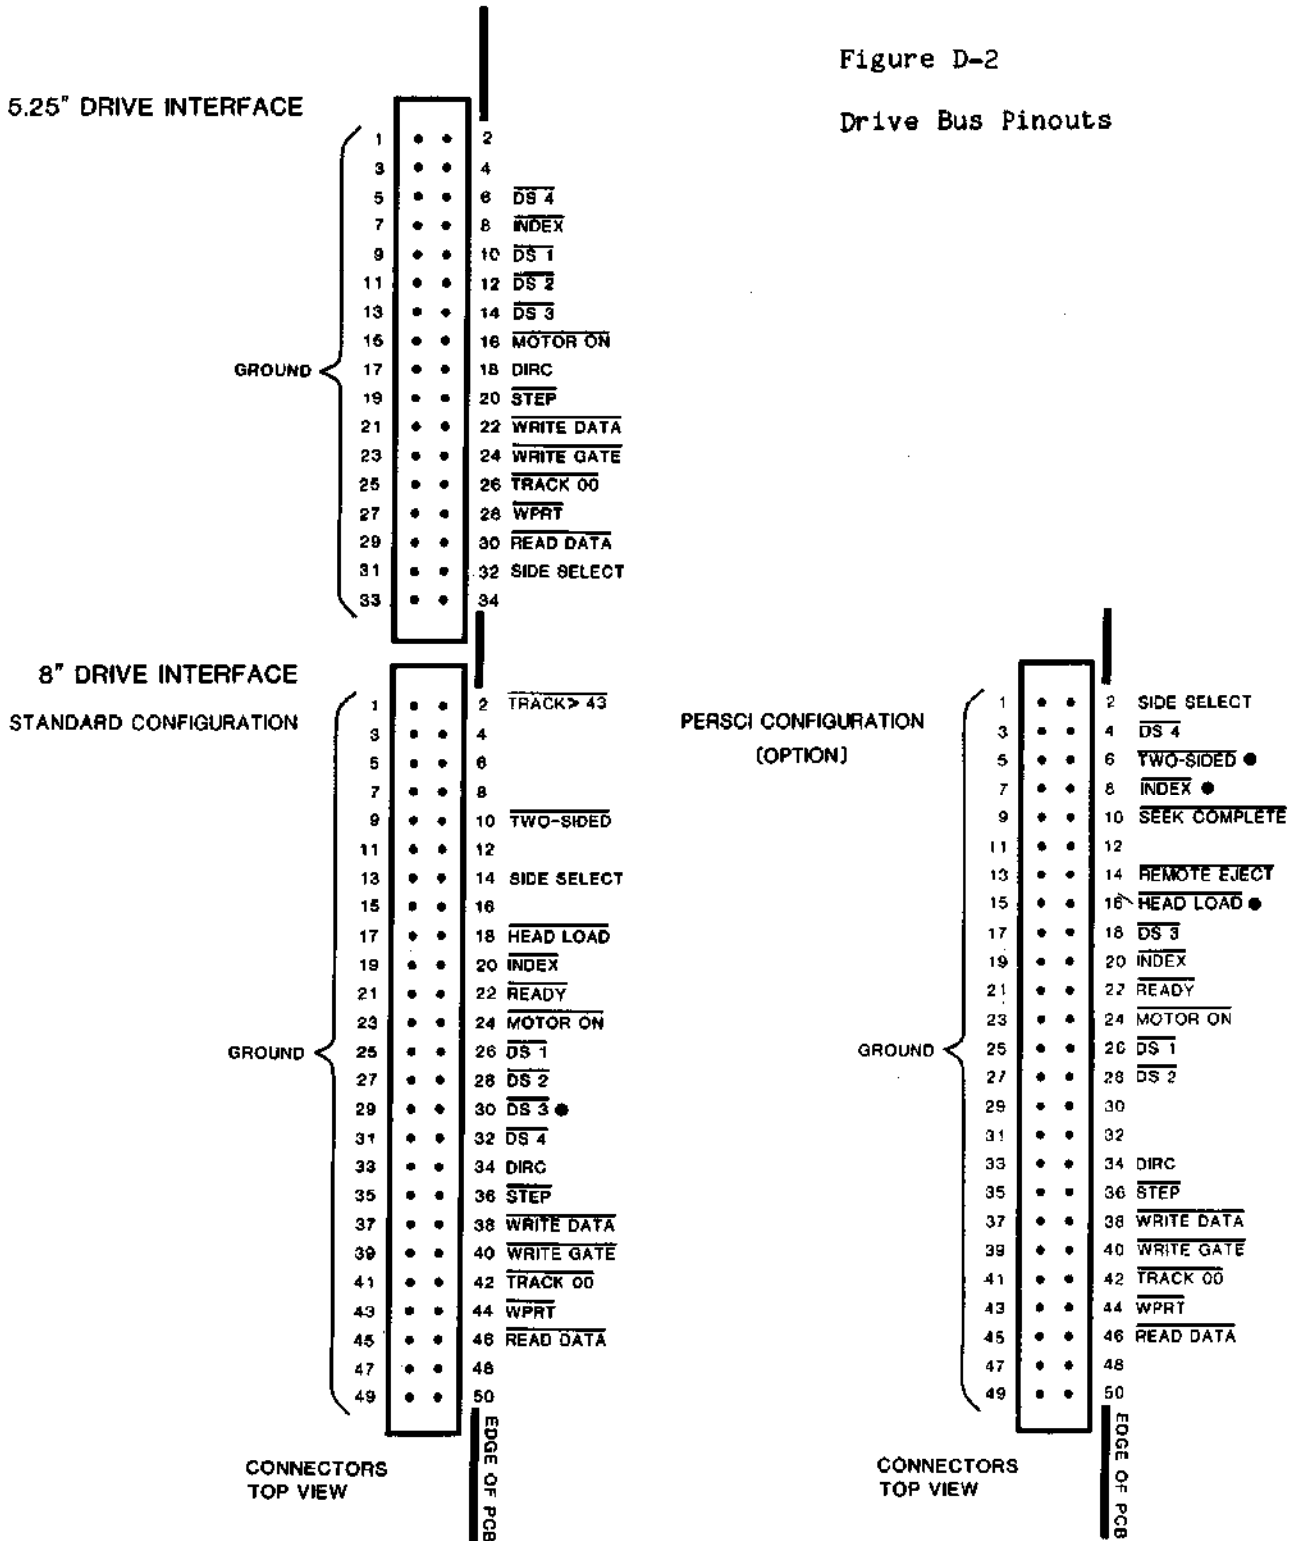 Figure D-2
Drive Bus Pinouts
5.25" DRIVE INTERFACE
GROUND
1 2
3 4
5 6 DS 4
7 8 INDEX
9 10 DS 1
11 12 DS 2
13 14 DS 3
15 16 MOTOR ON
17 18 DIRC
19 20 STEP
21 22 WRITE DATA
23 24 WRITE GATE
25 26 TRACK 00
27 28 WPRT
29 30 READ DATA
31 32 SIDE SELECT
33 34
8" DRIVE INTERFACE
STANDARD CONFIGURATION
GROUND
1 2 TRACK> 43
3 4
5 6
7 8
9 10 TWO-SIDED
11 12
13 14 SIDE SELECT
15 16
17 18 HEAD LOAD
19 20 INDEX
21 22 READY
23 24 MOTOR ON
25 26 DS 1
27 28 DS 2
29 30 DS 3 ●
31 32 DS 4
33 34 DIRC
35 36 STEP
37 38 WRITE DATA
39 40 WRITE GATE
41 42 TRACK 00
43 44 WPRT
45 46 READ DATA
47 48
49 50
EDGE OF PCB
CONNECTORS
TOP VIEW
PERSCI CONFIGURATION
(OPTION)
GROUND
1 2 SIDE SELECT
3 4 DS 4
5 6 TWO-SIDED ●
7 8 INDEX ●
9 10 SEEK COMPLETE
11 12
13 14 REMOTE EJECT
15 16 HEAD LOAD ●
17 18 DS 3
19 20 INDEX
21 22 READY
23 24 MOTOR ON
25 26 DS 1
27 28 DS 2
29 30
31 32
33 34 DIRC
35 36 STEP
37 38 WRITE DATA
39 40 WRITE GATE
41 42 TRACK 00
43 44 WPRT
45 46 READ DATA
47 48
49 50
EDGE OF PCB
CONNECTORS
TOP VIEW